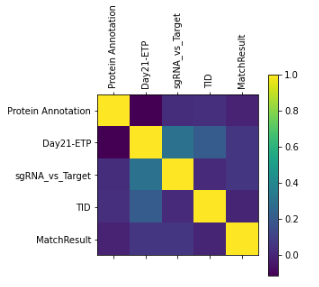 Protein Annotation
Day21-ETP
sgRNA_vs_Target
TID
MatchResult
Protein Annotation
Day21-ETP
sgRNA_vs_Target
TID
MatchResult
1.0
0.8
0.6
0.4
0.2
0.0